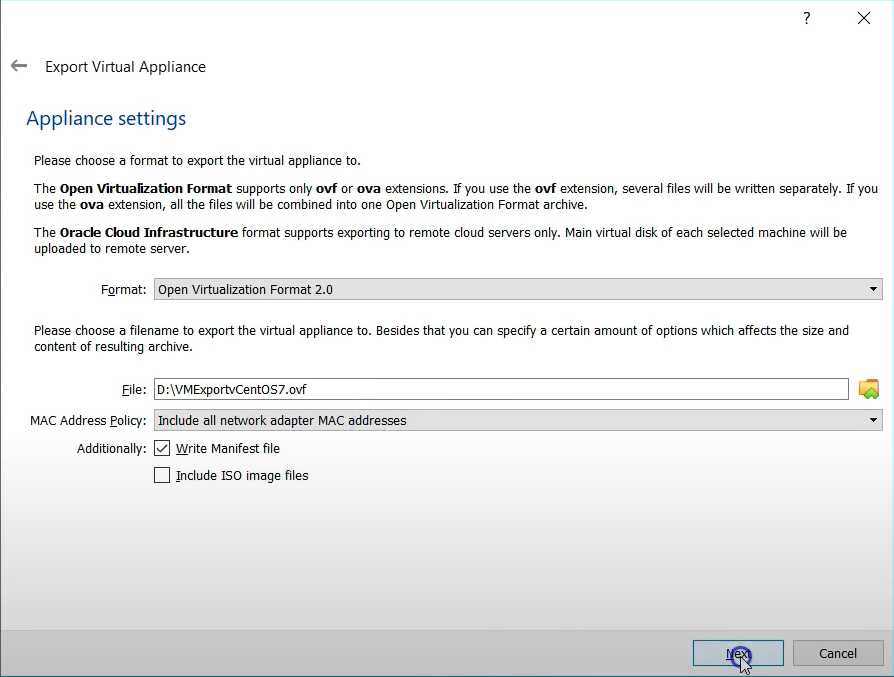 ?
Export Virtual Appliance
Appliance settings
Please choose a format to export the virtual appliance to.
The Open Virtualization Format supports only ovf or ova extensions. If you use the ovf extension, several files will be written separately. If you
use the ova extension, all the files will be combined into one Open Virtualization Format archive.
The Oracle Cloud Infrastructure format supports exporting to remote cloud servers only. Main virtual disk of each selected machine will be
uploaded to remote server.
Format: Open Virtualization Format 2.0
Please choose a filename to export the virtual appliance to. Besides that you can specify a certain amount of options which affects the size and
content of resulting archive.
File: D:\VMExportvCentOS7.ovf
MAC Address Policy: Include all network adapter MAC addresses
Additionally: Write Manifest file
Include ISO image files
Next Cancel